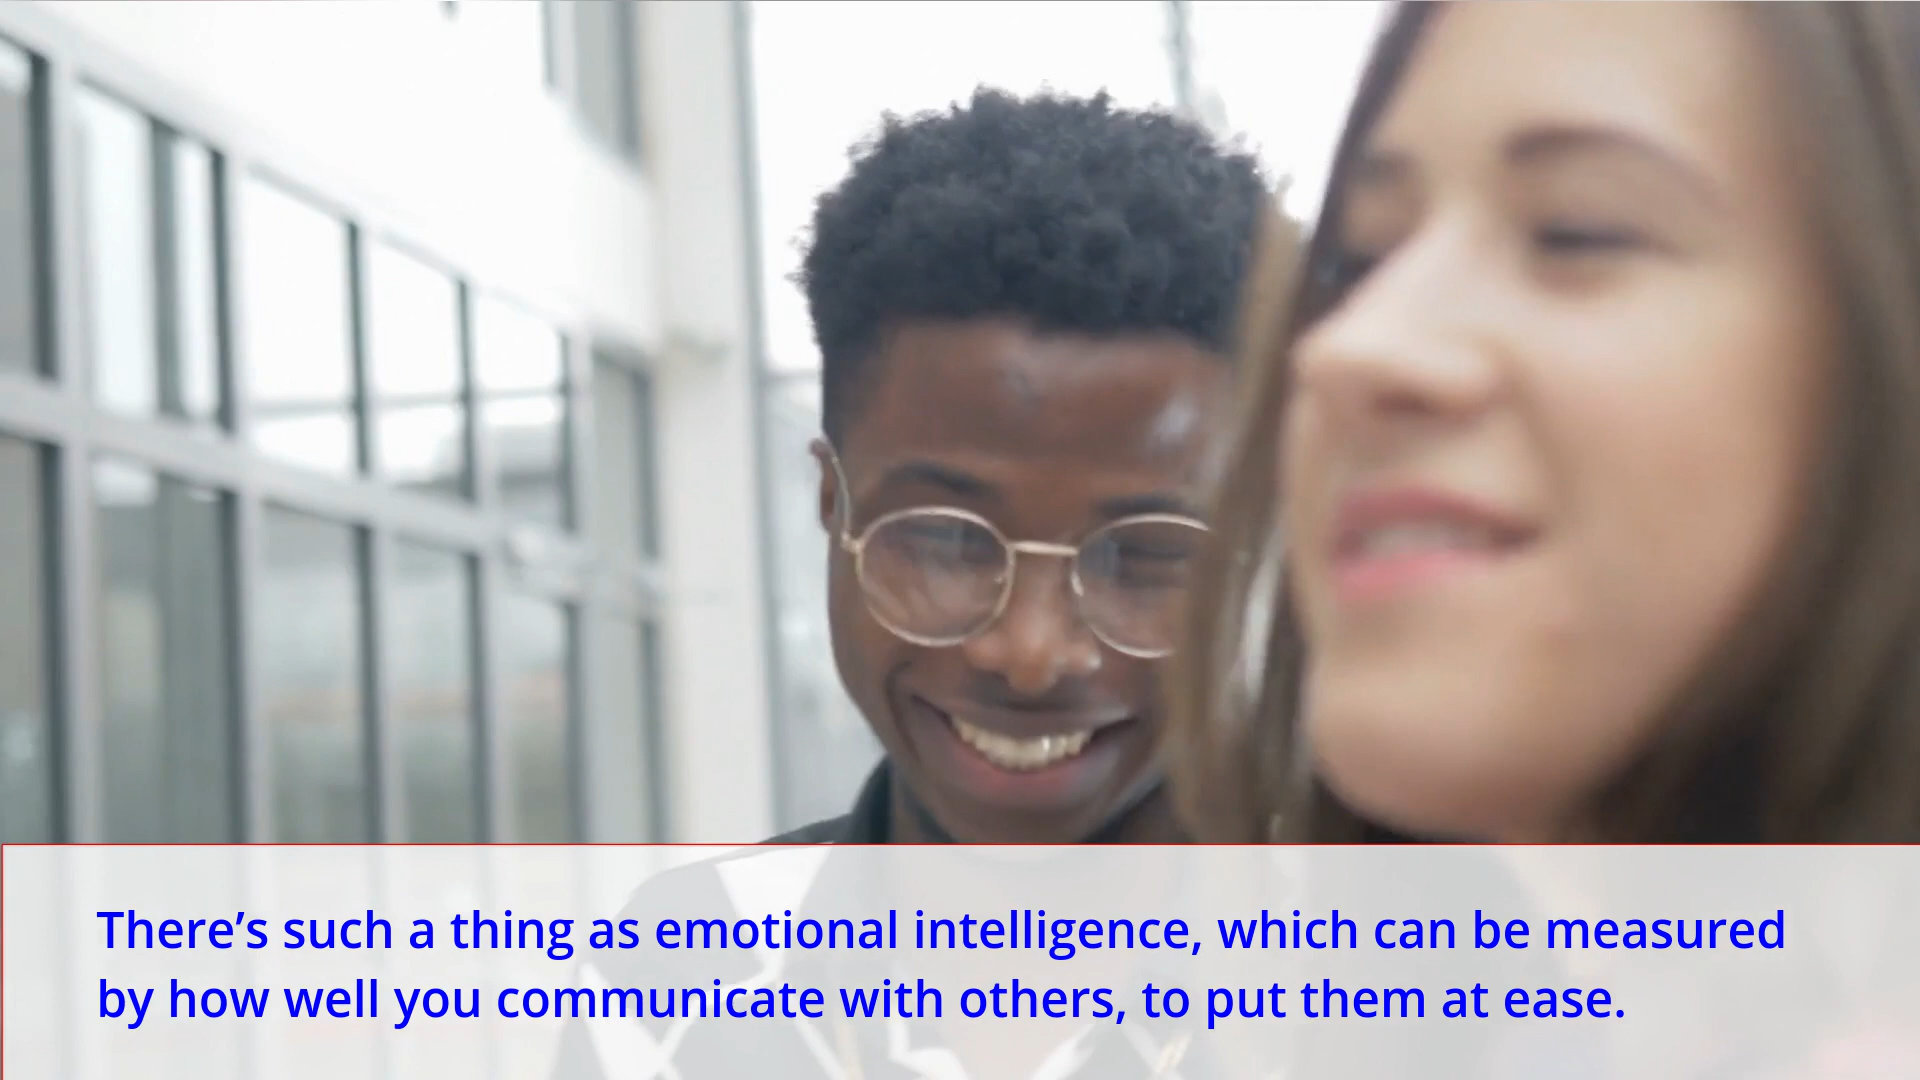 There’s such a thing as emotional intelligence, which can be measured
by how well you communicate with others, to put them at ease.